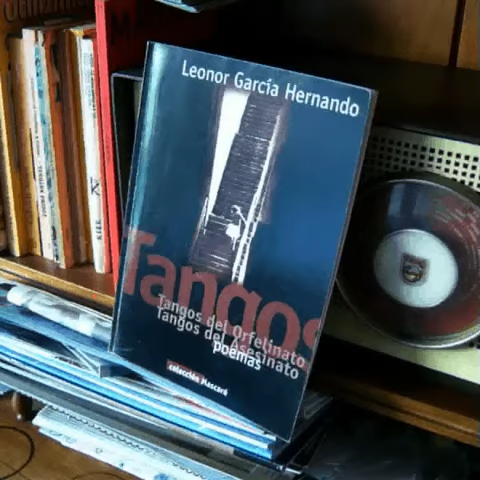 Leonor García Hernando
Tangos
Tangos del Orfelinato
Tangos del Asesinato
poemas
colección Mascaró